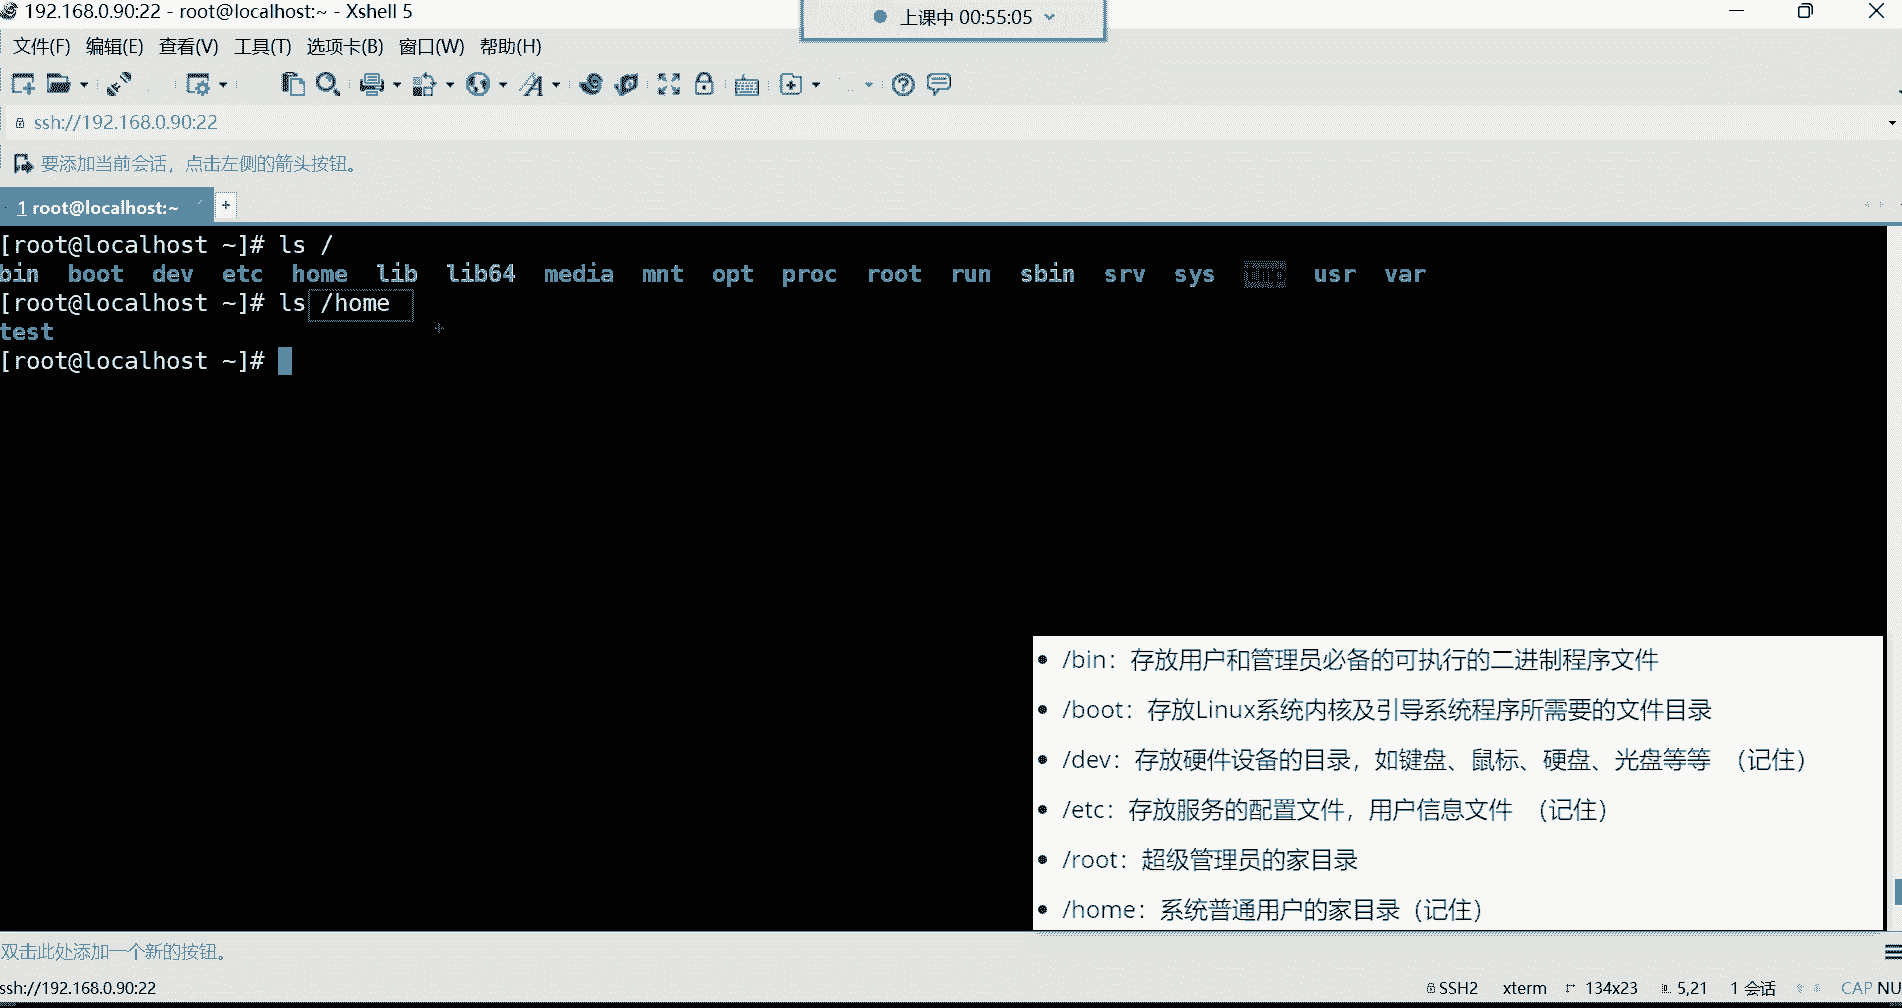 192.168.0.90:22 - root@localhost:~ - Xshell 5
上课中 00:55:05
文件(F) 编辑(E) 查看(V) 工具(T) 选项卡(B) 窗口(W) 帮助(H)
ssh://192.168.0.90:22
要添加当前会话，点击左侧的箭头按钮。
1 root@localhost:~ +
[root@localhost ~]# ls /
bin boot dev etc home lib lib64 media mnt opt proc root run sbin srv sys usr var
[root@localhost ~]# ls /home
test
[root@localhost ~]#
• /bin：存放用户和管理员必备的可执行的二进制程序文件
• /boot：存放Linux系统内核及引导系统程序所需要的文件目录
• /dev：存放硬件设备的目录，如键盘、鼠标、硬盘、光盘等等 （记住）
• /etc：存放服务的配置文件，用户信息文件 （记住）
• /root：超级管理员的家目录
• /home：系统普通用户的家目录（记住）
双击此处添加一个新的按钮。
ssh://192.168.0.90:22 SSH2 xterm 134x23 5,21 1 会话 CAP NU